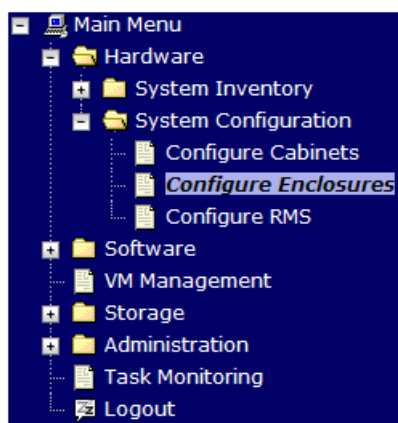 Main Menu
Hardware
System Inventory
System Configuration
Configure Cabinets
Configure Enclosures
Configure RMS
Software
VM Management
Storage
Administration
Task Monitoring
Logout